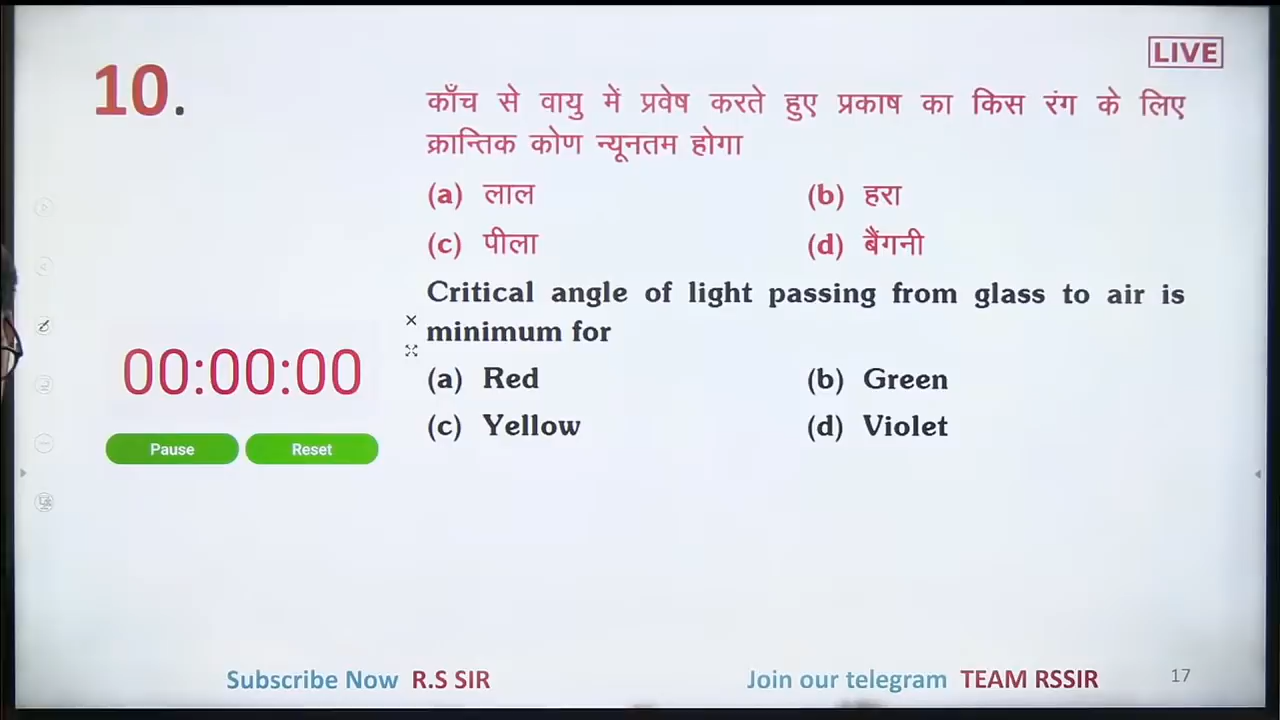 LIVE
10.
काँच से वायु में प्रवेष करते हुए प्रकाष का किस रंग के लिए
क्रान्तिक कोण न्यूनतम होगा
(a) लाल (b) हरा
(c) पीला (d) बैंगनी
Critical angle of light passing from glass to air is
minimum for
(a) Red (b) Green
(c) Yellow (d) Violet
00:00:00
Pause Reset
Subscribe Now R.S SIR Join our telegram TEAM RSSIR 17